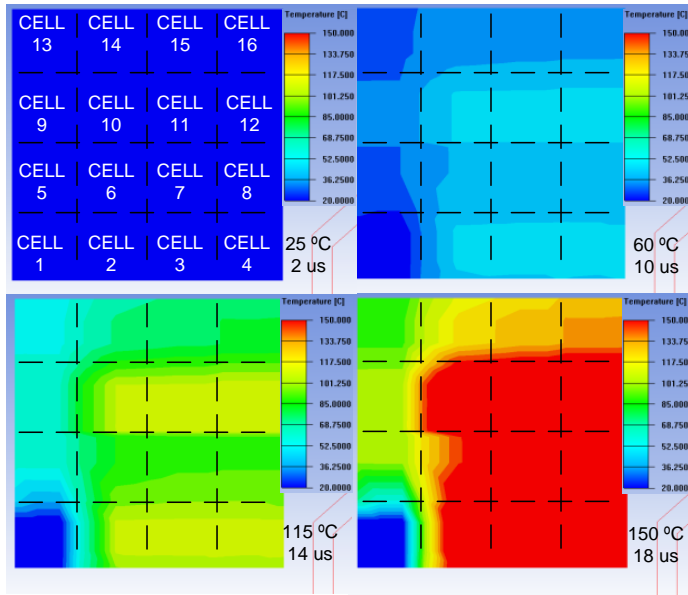 CELL CELL CELL CELL
13 14 15 16
CELL CELL CELL CELL
9 10 11 12
CELL CELL CELL CELL
5 6 7 8
CELL CELL CELL CELL
1 2 3 4
Temperature [C]
150.000
133.750
117.500
101.250
85.0000
68.7500
52.5000
36.2500
20.0000
25 ºC
2 us
Temperature [C]
150.000
133.750
117.500
101.250
85.0000
68.7500
52.5000
36.2500
20.0000
60 ºC
10 us
Temperature [C]
150.000
133.750
117.500
101.250
85.0000
68.7500
52.5000
36.2500
20.0000
115 ºC
14 us
Temperature [C]
150.000
133.750
117.500
101.250
85.0000
68.7500
52.5000
36.2500
20.0000
150 ºC
18 us